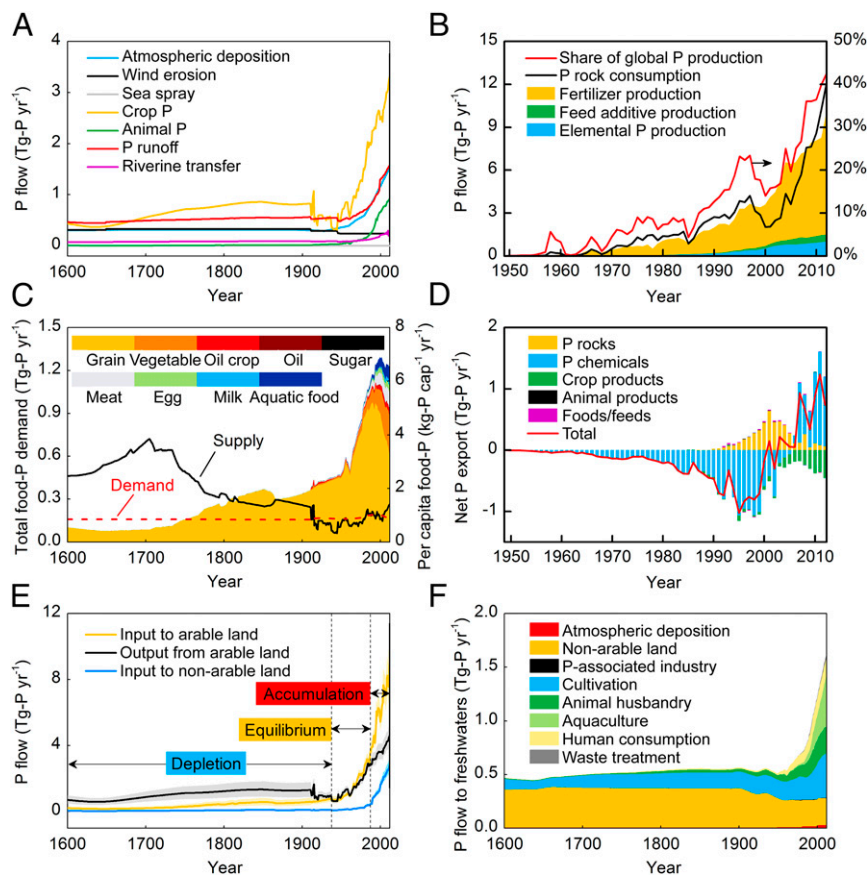 A
P flow (Tg-P yr⁻¹)
4
3
2
1
0
Atmospheric deposition
Wind erosion
Sea spray
Crop P
Animal P
P runoff
Riverine transfer
1600 1700 1800 1900 2000
Year
B
P flow (Tg-P yr⁻¹)
15
12
9
6
3
0
Share of global P production
P rock consumption
Fertilizer production
Feed additive production
Elemental P production
50%
40%
30%
20%
10%
0%
1950 1960 1970 1980 1990 2000 2010
Year
C
Total food-P demand (Tg-P yr⁻¹)
1.5
1.2
0.9
0.6
0.3
0.0
Grain Vegetable Oil crop Oil Sugar
Meat Egg Milk Aquatic food
Supply
Demand
8
6
4
2
0
Per capita food-P (kg-P cap⁻¹ yr⁻¹)
1600 1700 1800 1900 2000
Year
D
Net P export (Tg-P yr⁻¹)
2
1
0
-1
P rocks
P chemicals
Crop products
Animal products
Foods/feeds
Total
1950 1960 1970 1980 1990 2000 2010
Year
E
P flow (Tg-P yr⁻¹)
12
8
4
0
Input to arable land
Output from arable land
Input to non-arable land
Accumulation
Equilibrium
Depletion
1600 1700 1800 1900 2000
Year
F
P flow to freshwaters (Tg-P yr⁻¹)
2.0
1.5
1.0
0.5
0.0
Atmospheric deposition
Non-arable land
P-associated industry
Cultivation
Animal husbandry
Aquaculture
Human consumption
Waste treatment
1600 1700 1800 1900 2000
Year